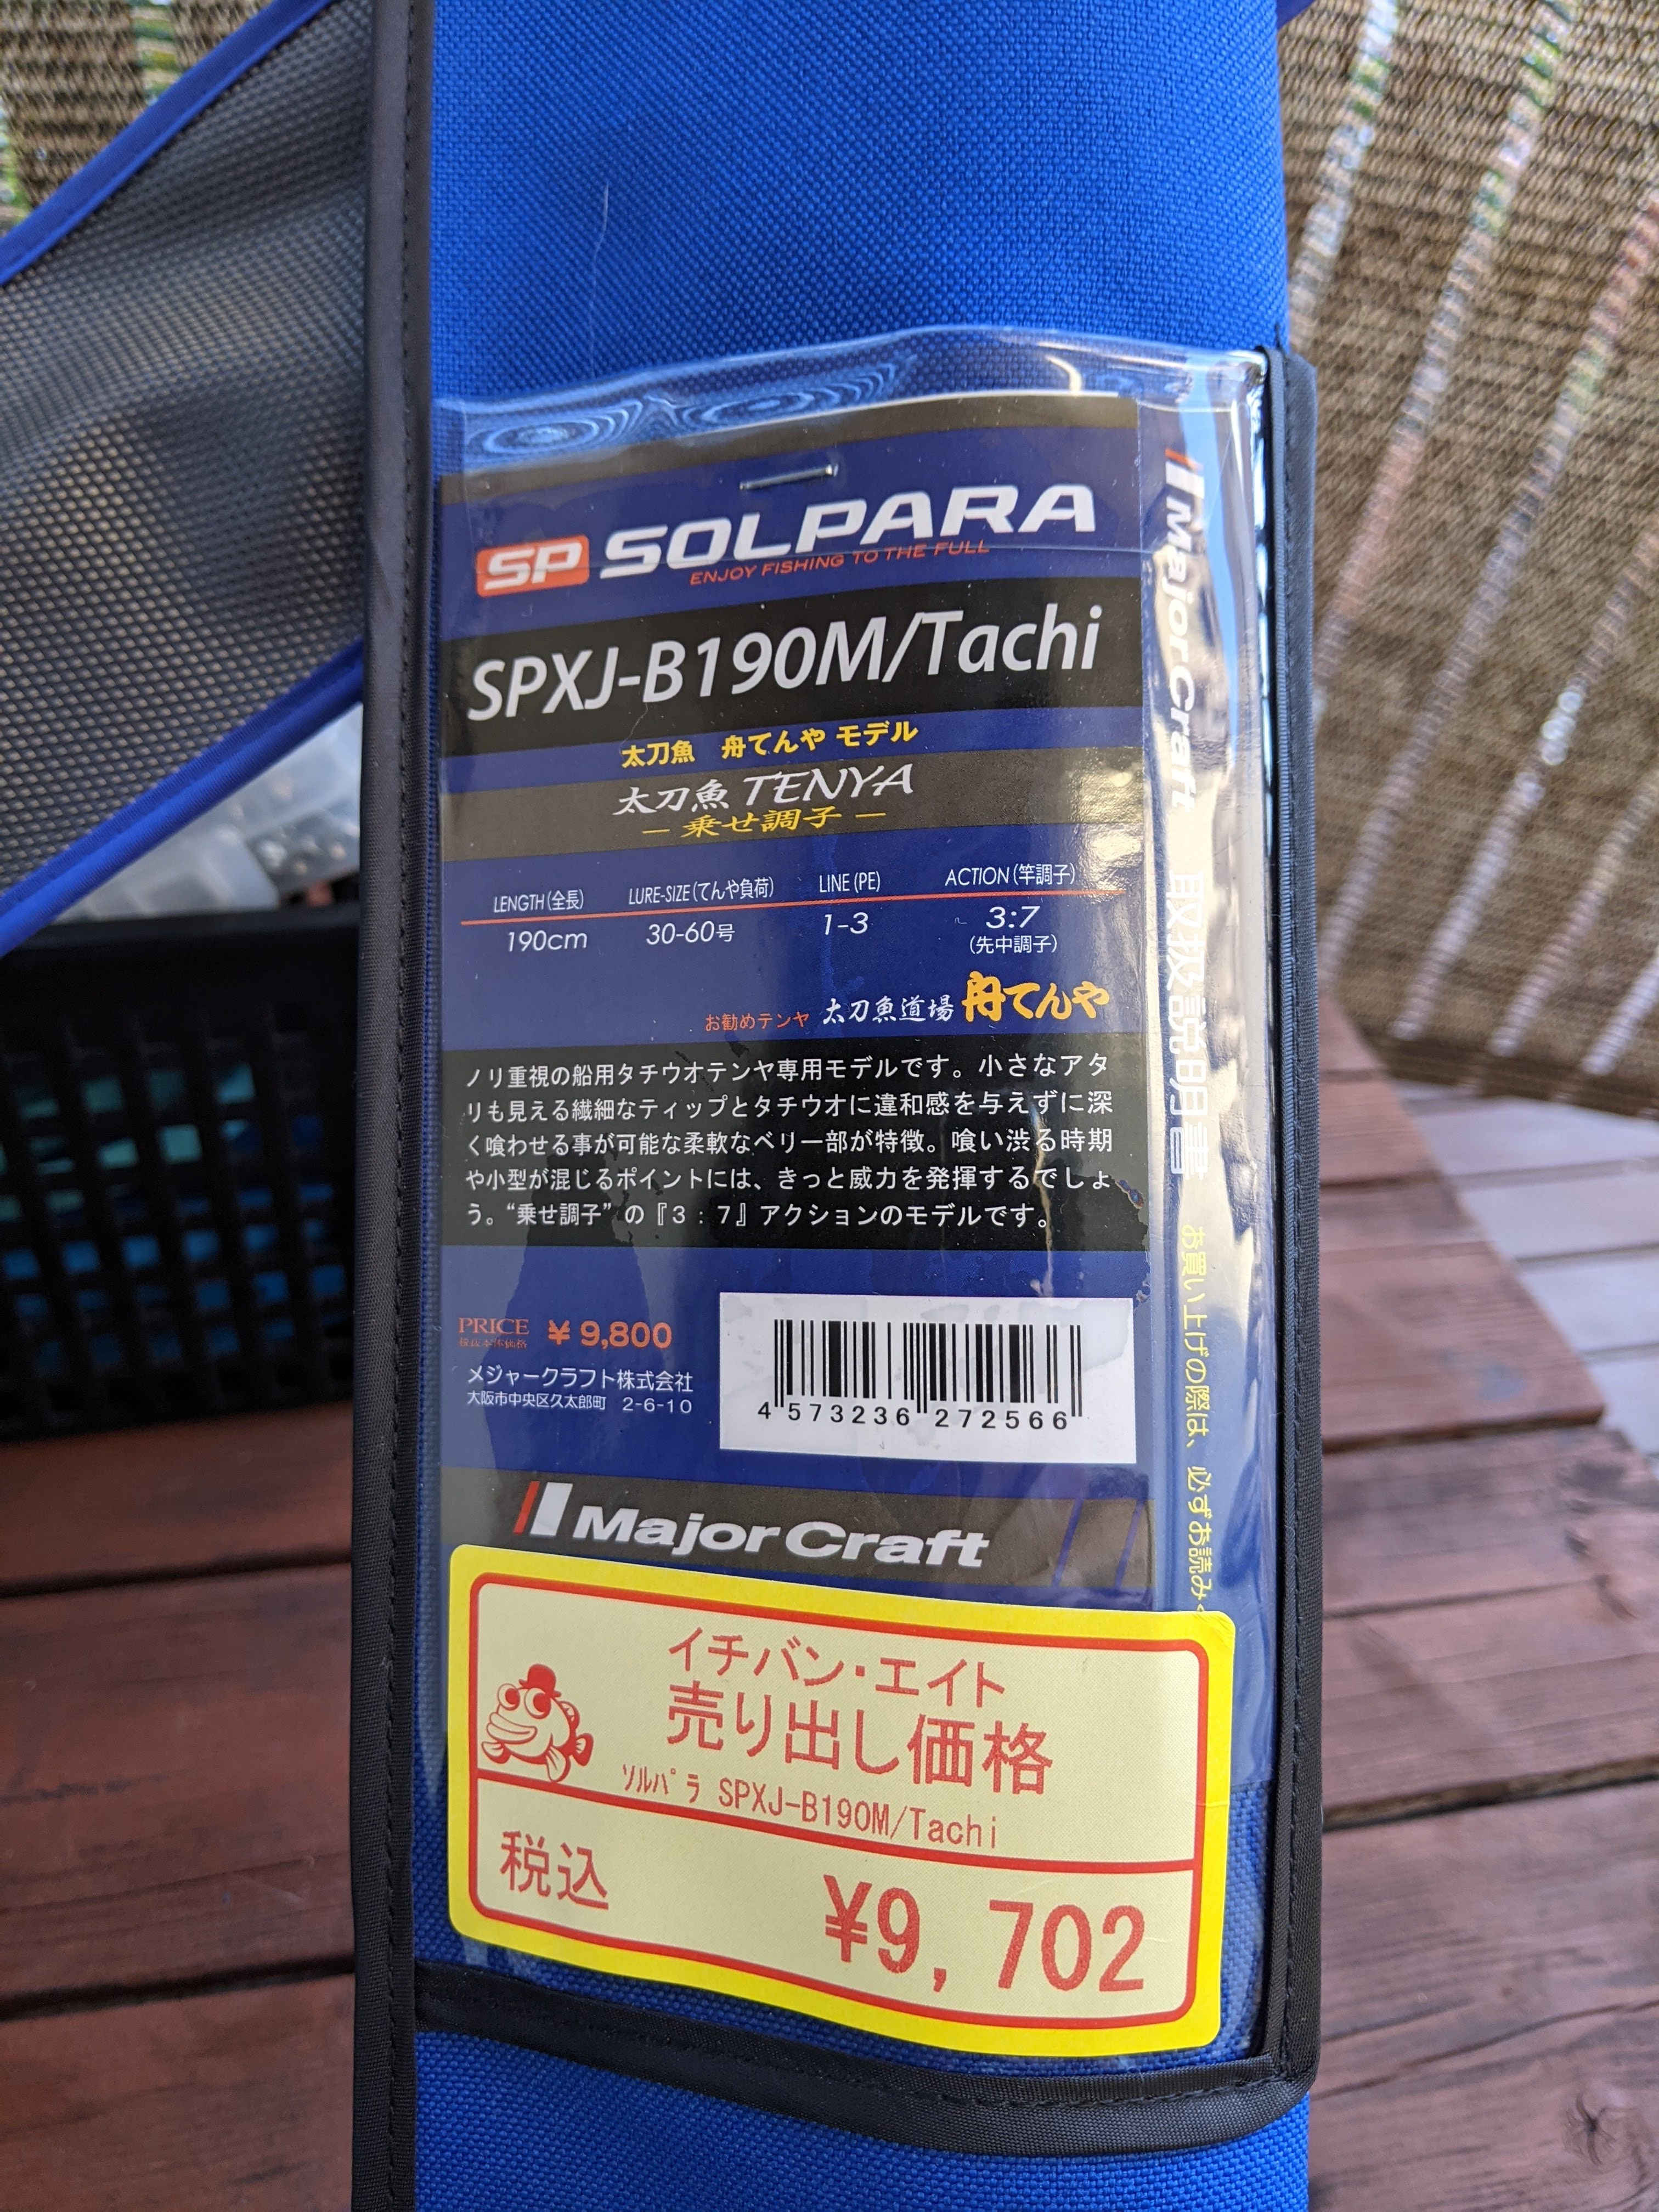 SP SOLPARA
ENJOY FISHING TO THE FULL
SPXJ-B190M/Tachi
太刀魚 舟てんや モデル
太刀魚 TENYA
— 乗せ調子 —
LENGTH (全長) LURE-SIZE (てんや負荷) LINE (PE) ACTION (竿調子)
190cm 30-60号 1-3 3:7
(先中調子)
お勧めテンヤ 太刀魚道場 舟てんや
ノリ重視の船用タチウオテンヤ専用モデルです。小さなアタ
リも見える繊細なティップとタチウオに違和感を与えずに深
く喰わせる事が可能な柔軟なベリー部が特徴。喰い渋る時期
や小型が混じるポイントには、きっと威力を発揮するでしょ
う。“乗せ調子”の『3:7』アクションのモデルです。
PRICE ¥ 9,800
税抜本体価格
メジャークラフト株式会社
大阪市中央区久太郎町 2-6-10
4 573236 272566
Major Craft
Major Craft 取扱説明書 お買い上げの際は、必ずお読み
イチバン・エイト
売り出し価格
ｿﾙﾊﾟﾗ SPXJ-B190M/Tachi
税込 ¥9,702